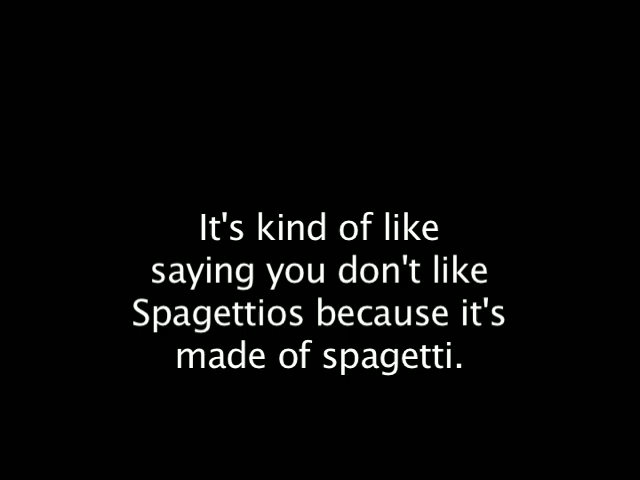 It's kind of like
saying you don't like
Spagettios because it's
made of spagetti.